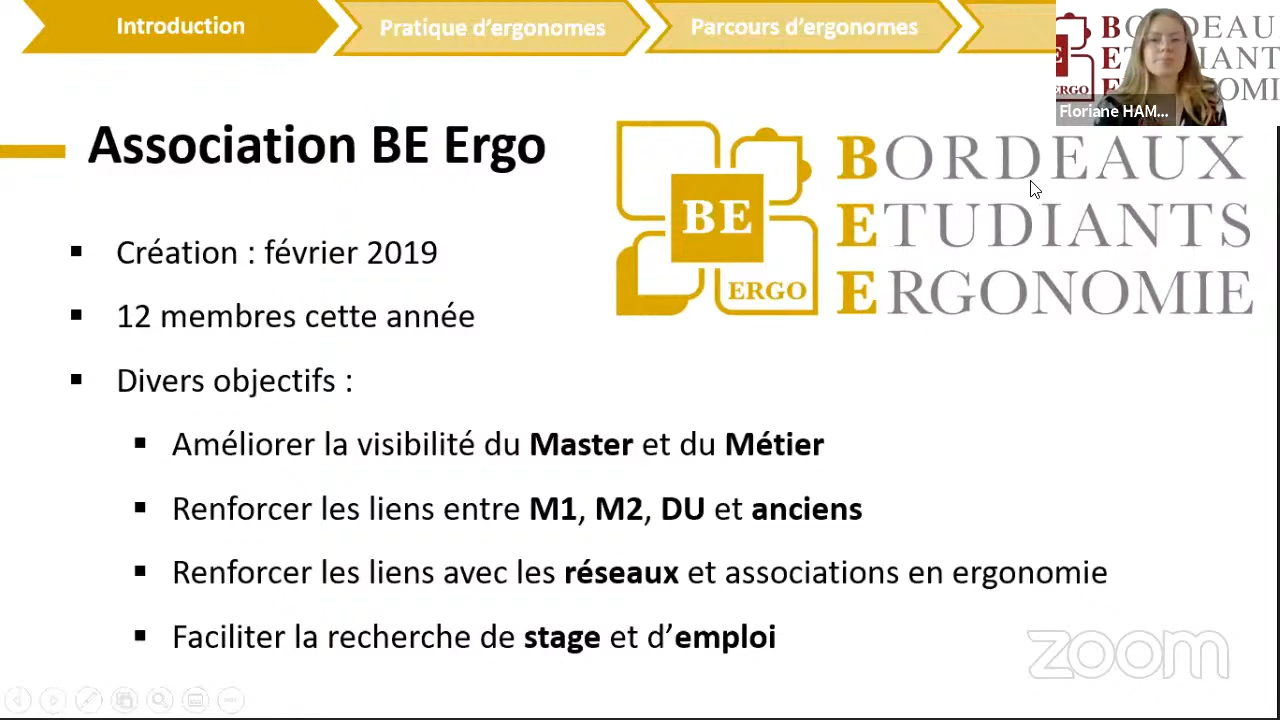 Introduction
Pratique d'ergonomes
Parcours d'ergonomes
Floriane HAM...
Association BE Ergo
BE
ERGO
BORDEAUX
ETUDIANTS
ERGONOMIE
Création : février 2019
12 membres cette année
Divers objectifs :
Améliorer la visibilité du Master et du Métier
Renforcer les liens entre M1, M2, DU et anciens
Renforcer les liens avec les réseaux et associations en ergonomie
Faciliter la recherche de stage et d'emploi
zoom